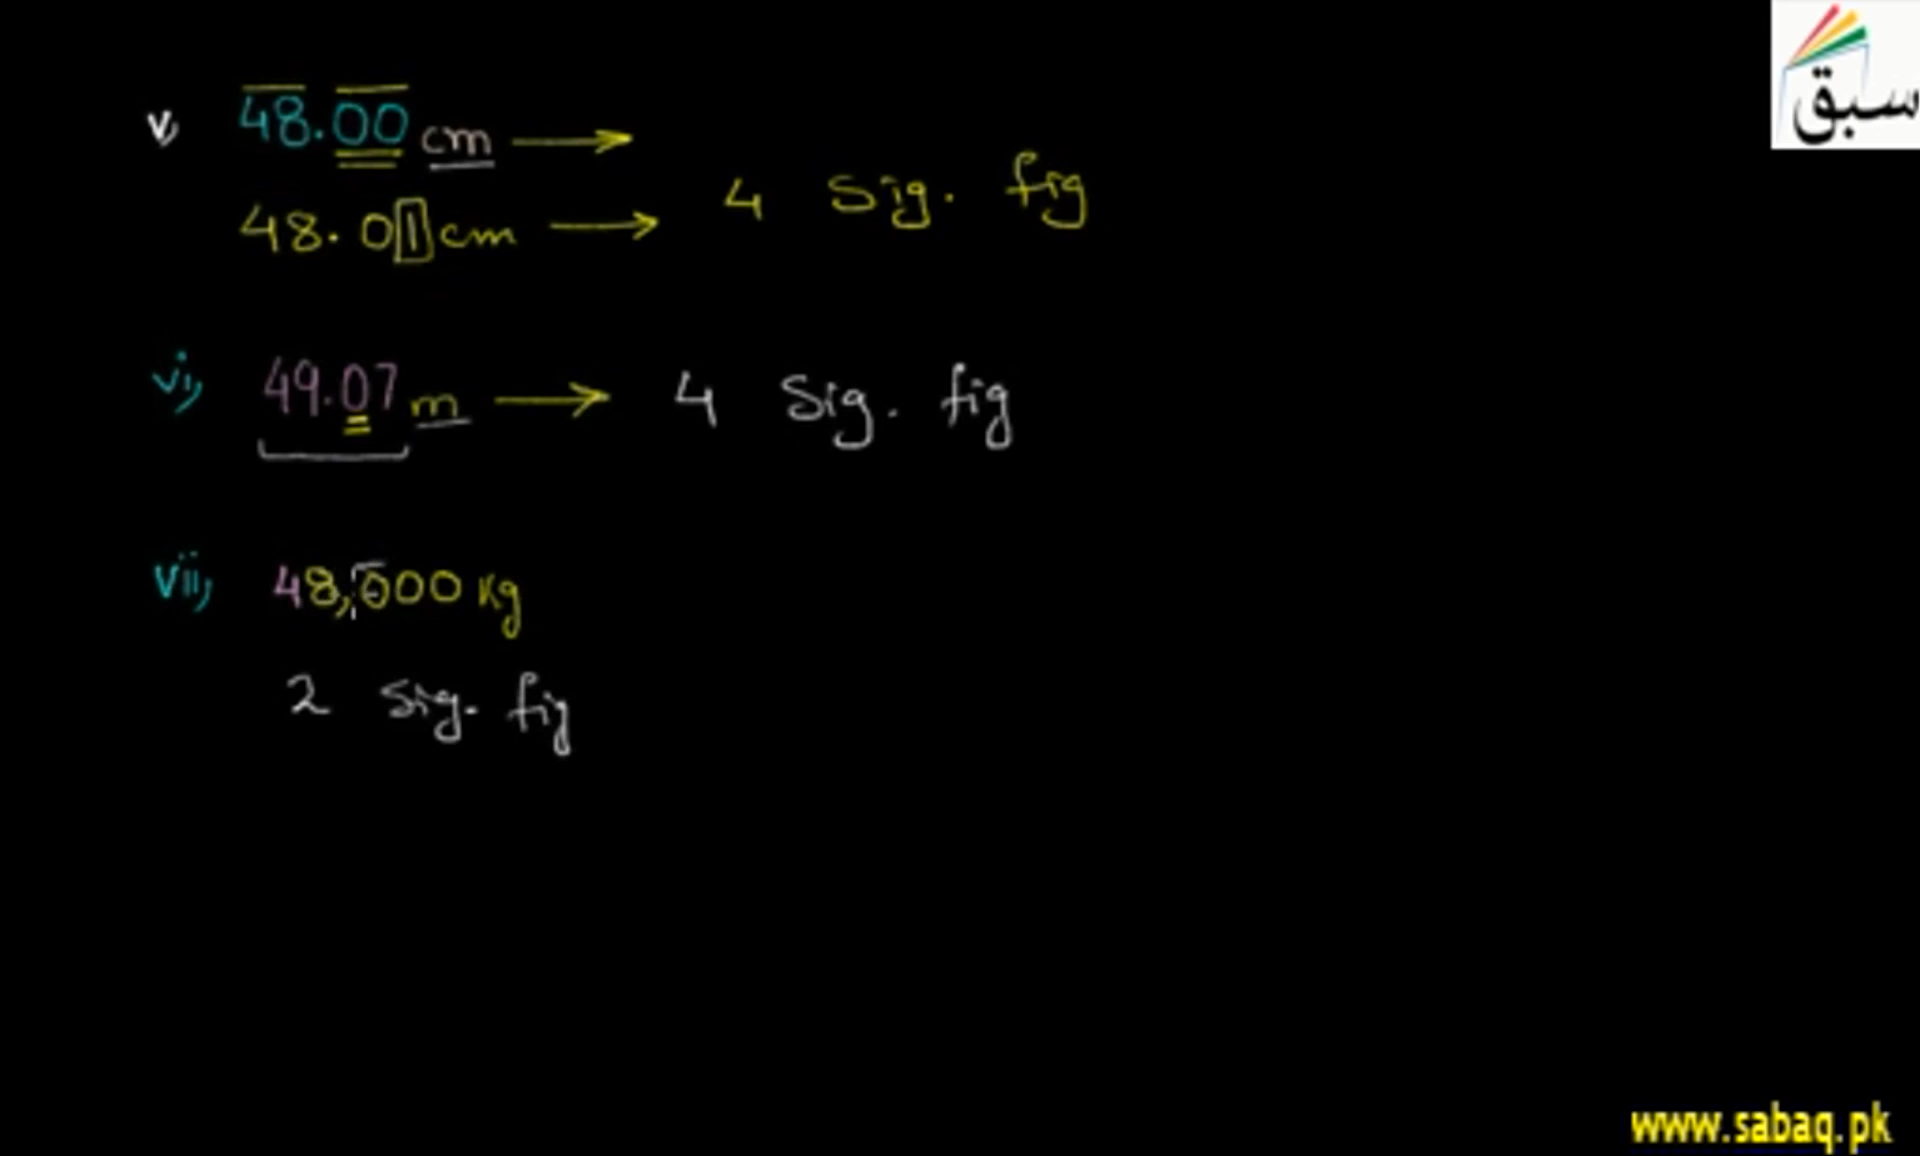 سبق
v, 48.00 cm →
48.01 cm → 4 Sig. fig
vi, 49.07 m → 4 Sig. fig
vii, 48,000 kg
2 sig. fig
www.sabaq.pk